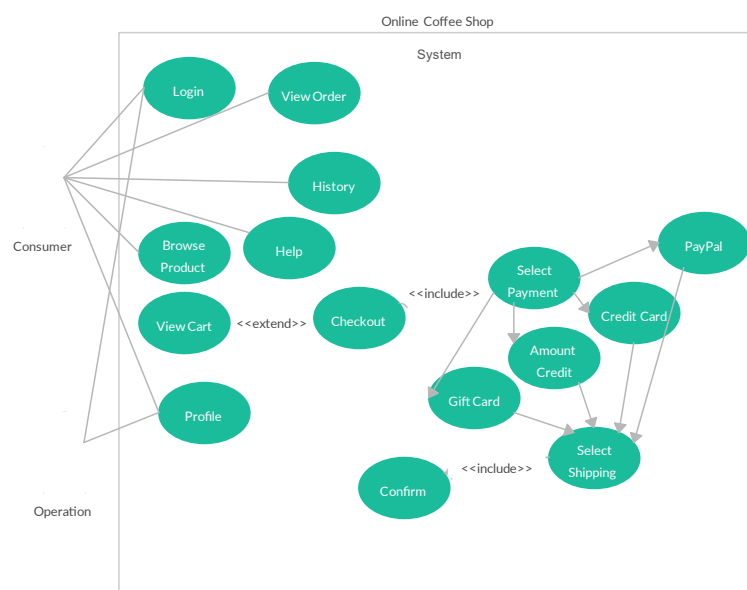 Online Coffee Shop
System
Login
View Order
History
Consumer
Browse
Product
Help
PayPal
Select
Payment
<<include>>
View Cart
<<extend>>
Checkout
Credit Card
Amount
Credit
Profile
Gift Card
Select
Shipping
<<include>>
Confirm
Operation